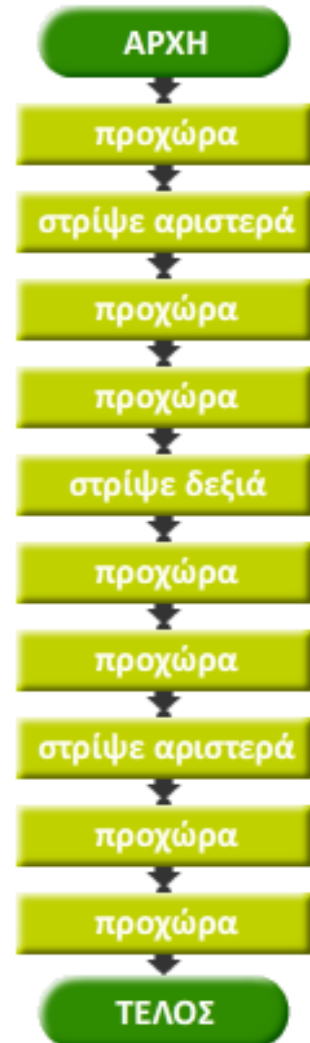 ΑΡΧΗ
προχώρα
στρίψε αριστερά
προχώρα
προχώρα
στρίψε δεξιά
προχώρα
προχώρα
στρίψε αριστερά
προχώρα
προχώρα
ΤΕΛΟΣ